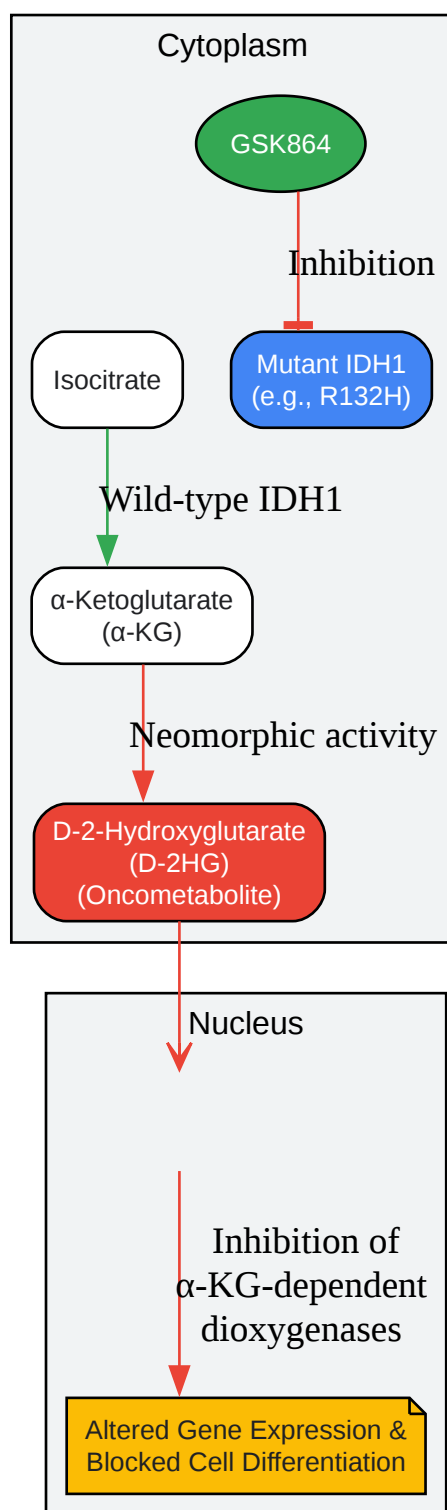 Cytoplasm
GSK864
Inhibition
Isocitrate
Mutant IDH1
(e.g., R132H)
Wild-type IDH1
α-Ketoglutarate
(α-KG)
Neomorphic activity
D-2-Hydroxyglutarate
(D-2HG)
(Oncometabolite)
Nucleus
Inhibition of
α-KG-dependent
dioxygenases
Altered Gene Expression &
Blocked Cell Differentiation